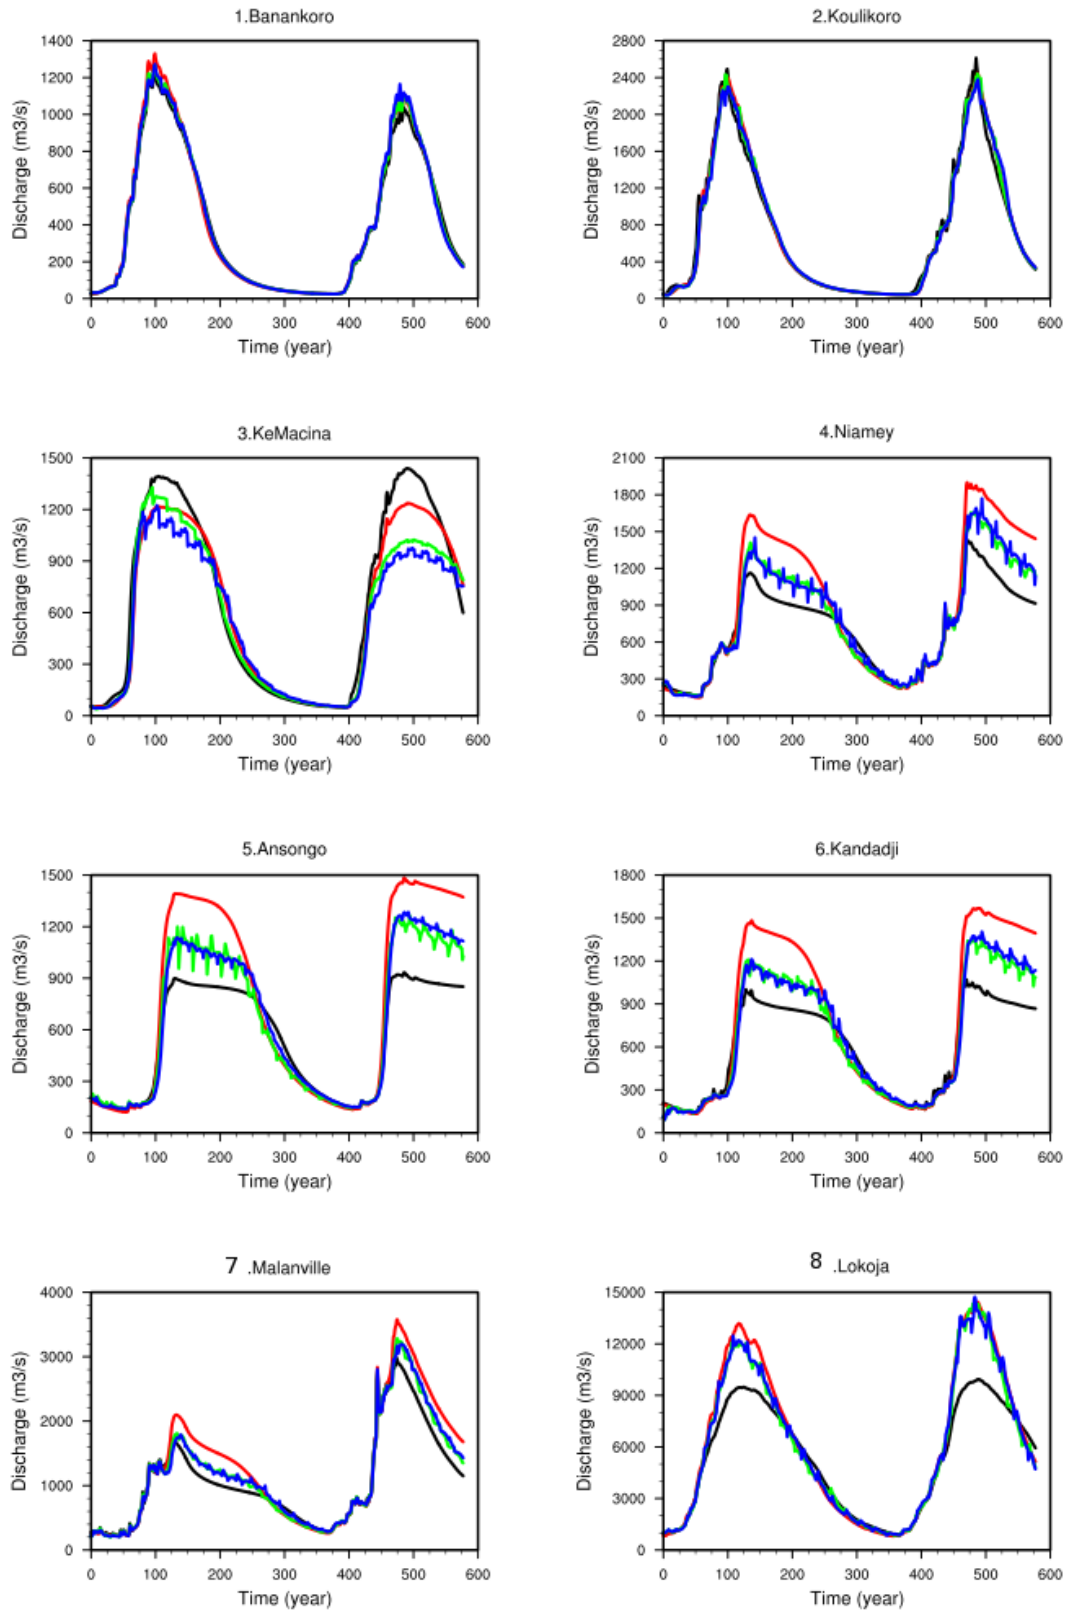 1.Banankoro
1400
1200
1000
800
600
400
200
0
Discharge (m3/s)
0 100 200 300 400 500 600
Time (year)
2.Koulikoro
2800
2400
2000
1600
1200
800
400
0
Discharge (m3/s)
0 100 200 300 400 500 600
Time (year)
3.KeMacina
1500
1200
900
600
300
0
Discharge (m3/s)
0 100 200 300 400 500 600
Time (year)
4.Niamey
2100
1800
1500
1200
900
600
300
0
Discharge (m3/s)
0 100 200 300 400 500 600
Time (year)
5.Ansongo
1500
1200
900
600
300
0
Discharge (m3/s)
0 100 200 300 400 500 600
Time (year)
6.Kandadji
1800
1500
1200
900
600
300
0
Discharge (m3/s)
0 100 200 300 400 500 600
Time (year)
7 .Malanville
4000
3000
2000
1000
0
Discharge (m3/s)
0 100 200 300 400 500 600
Time (year)
8 .Lokoja
15000
12000
9000
6000
3000
0
Discharge (m3/s)
0 100 200 300 400 500 600
Time (year)